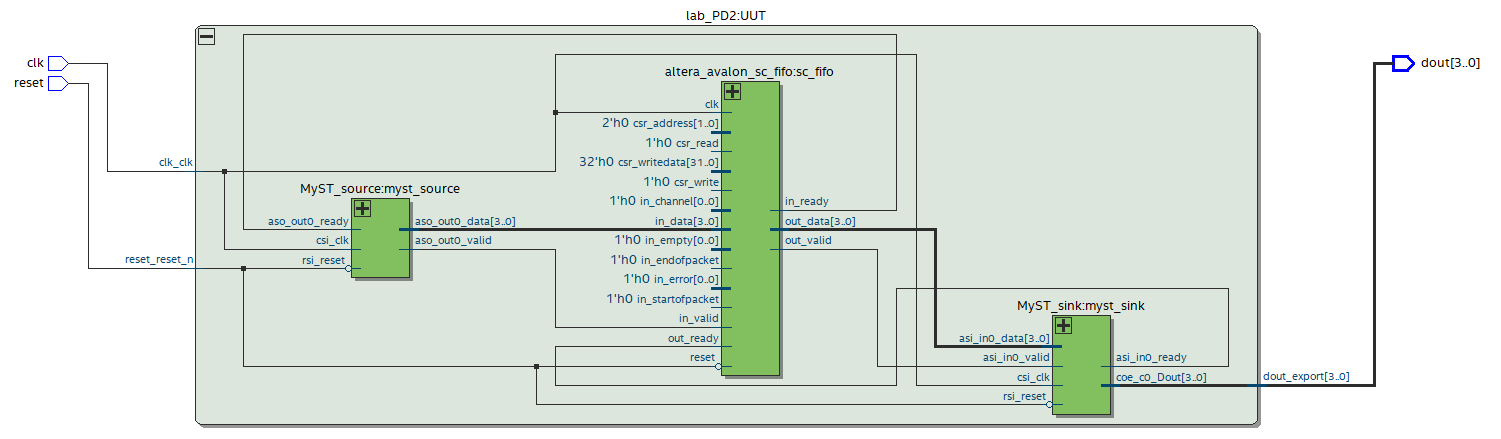 lab_PD2:UUT
clk
reset
dout[3..0]
altera_avalon_sc_fifo:sc_fifo
clk
2'h0 csr_address[1..0]
1'h0 csr_read
clk_clk
32'h0 csr_writedata[31..0]
1'h0 csr_write
MyST_source:myst_source
1'h0 in_channel[0..0]
in_ready
aso_out0_ready
aso_out0_data[3..0]
in_data[3..0]
out_data[3..0]
csi_clk
aso_out0_valid
1'h0 in_empty[0..0]
out_valid
reset_reset_n
rsi_reset
1'h0 in_endofpacket
1'h0 in_error[0..0]
1'h0 in_startofpacket
MyST_sink:myst_sink
in_valid
out_ready
asi_in0_data[3..0]
reset
asi_in0_valid
asi_in0_ready
csi_clk
coe_c0_Dout[3..0]
dout_export[3..0]
rsi_reset